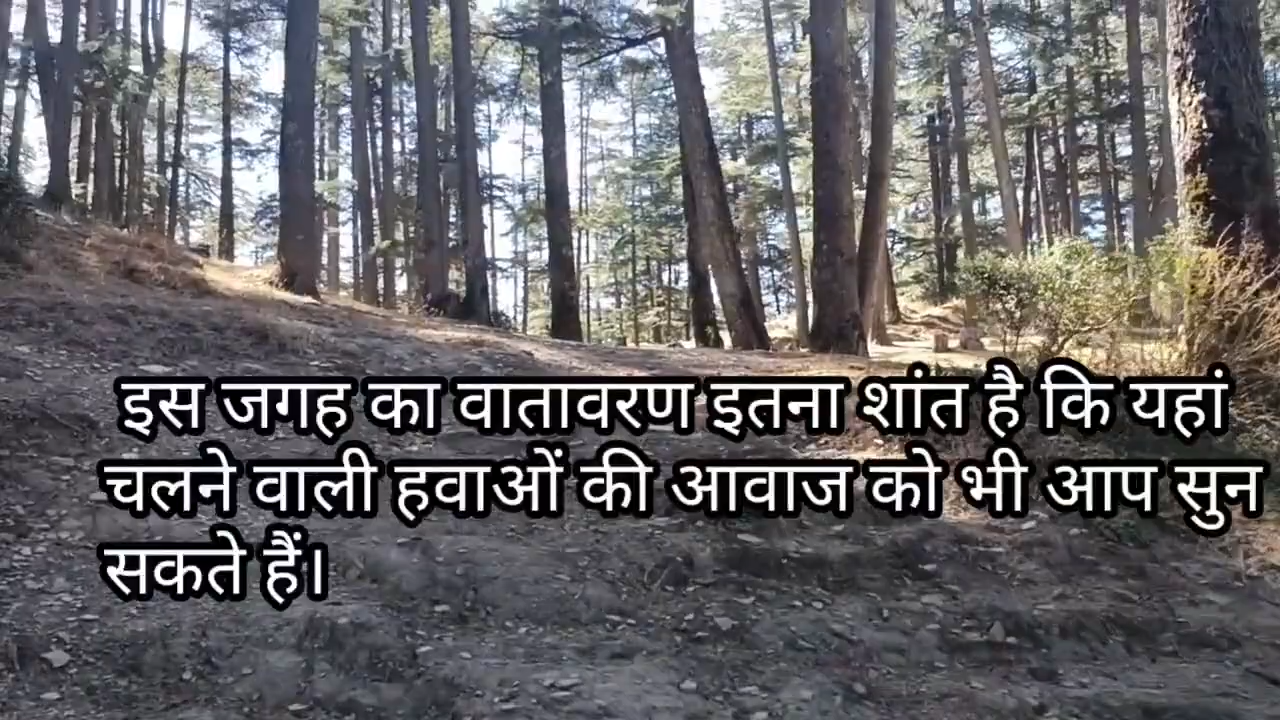 इस जगह का वातावरण इतना शांत है कि यहां
चलने वाली हवाओं की आवाज को भी आप सुन
सकते हैं।